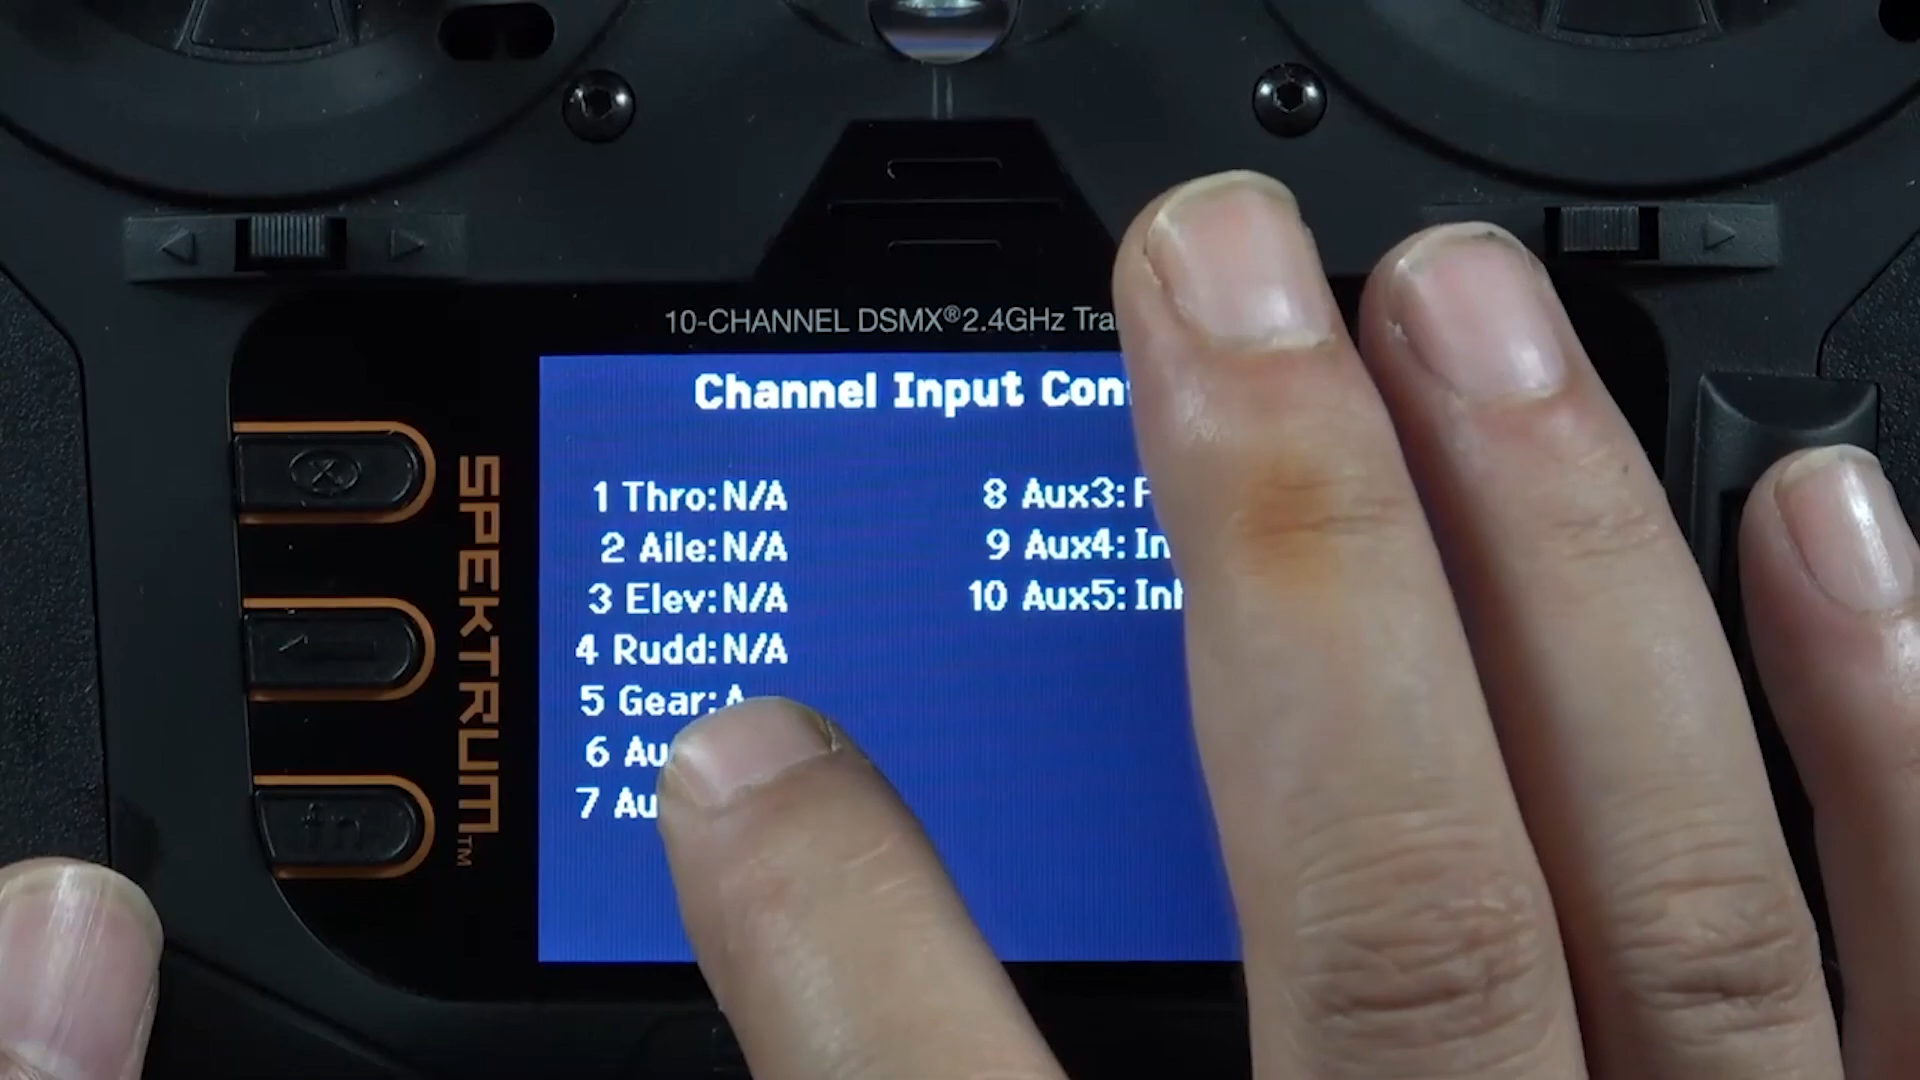 10-CHANNEL DSMX® 2.4GHz
Channel Input
1 Thro: N/A
2 Aile: N/A
3 Elev: N/A
4 Rudd: N/A
5 Gear: A
6
7
8 Aux3:
9 Aux4:
10 Aux5:
SPEKTRUM™
fn